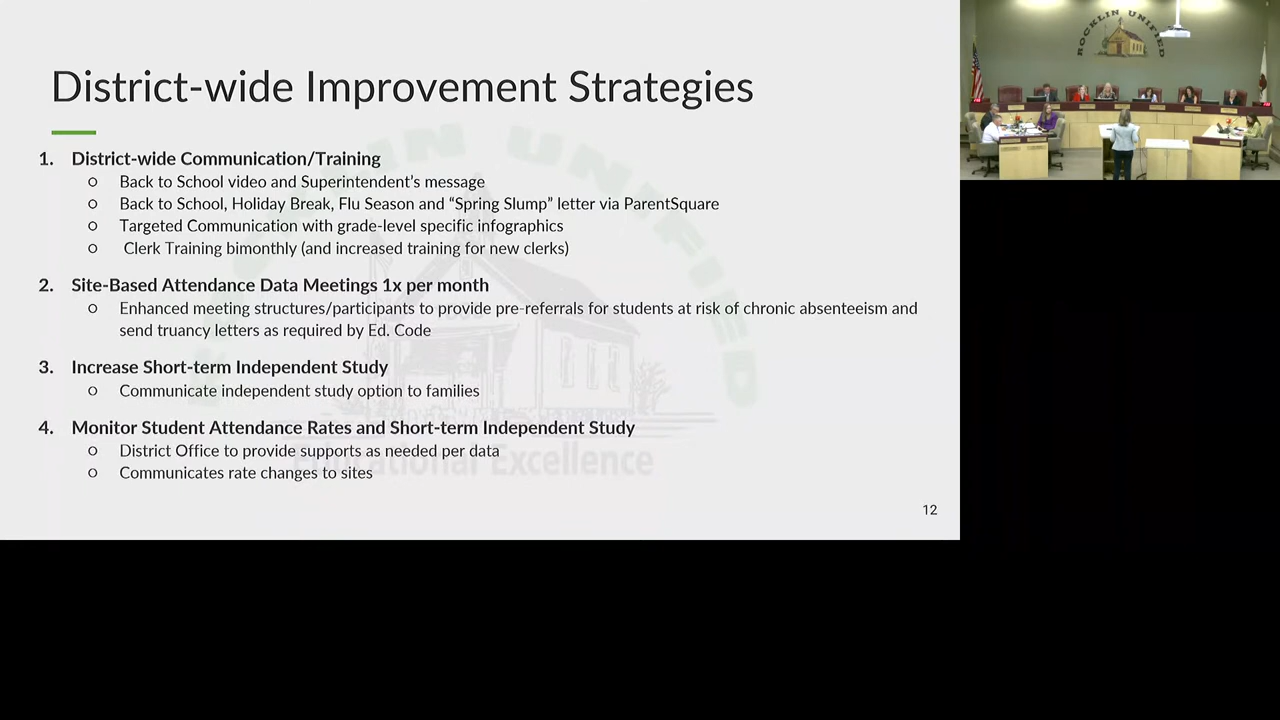 District-wide Improvement Strategies
1. District-wide Communication/Training
○ Back to School video and Superintendent's message
○ Back to School, Holiday Break, Flu Season and “Spring Slump” letter via ParentSquare
○ Targeted Communication with grade-level specific infographics
○ Clerk Training bimonthly (and increased training for new clerks)
2. Site-Based Attendance Data Meetings 1x per month
○ Enhanced meeting structures/participants to provide pre-referrals for students at risk of chronic absenteeism and
send truancy letters as required by Ed. Code
3. Increase Short-term Independent Study
○ Communicate independent study option to families
4. Monitor Student Attendance Rates and Short-term Independent Study
○ District Office to provide supports as needed per data
○ Communicates rate changes to sites
12
Educational Excellence
ROCKLIN UNIFIED